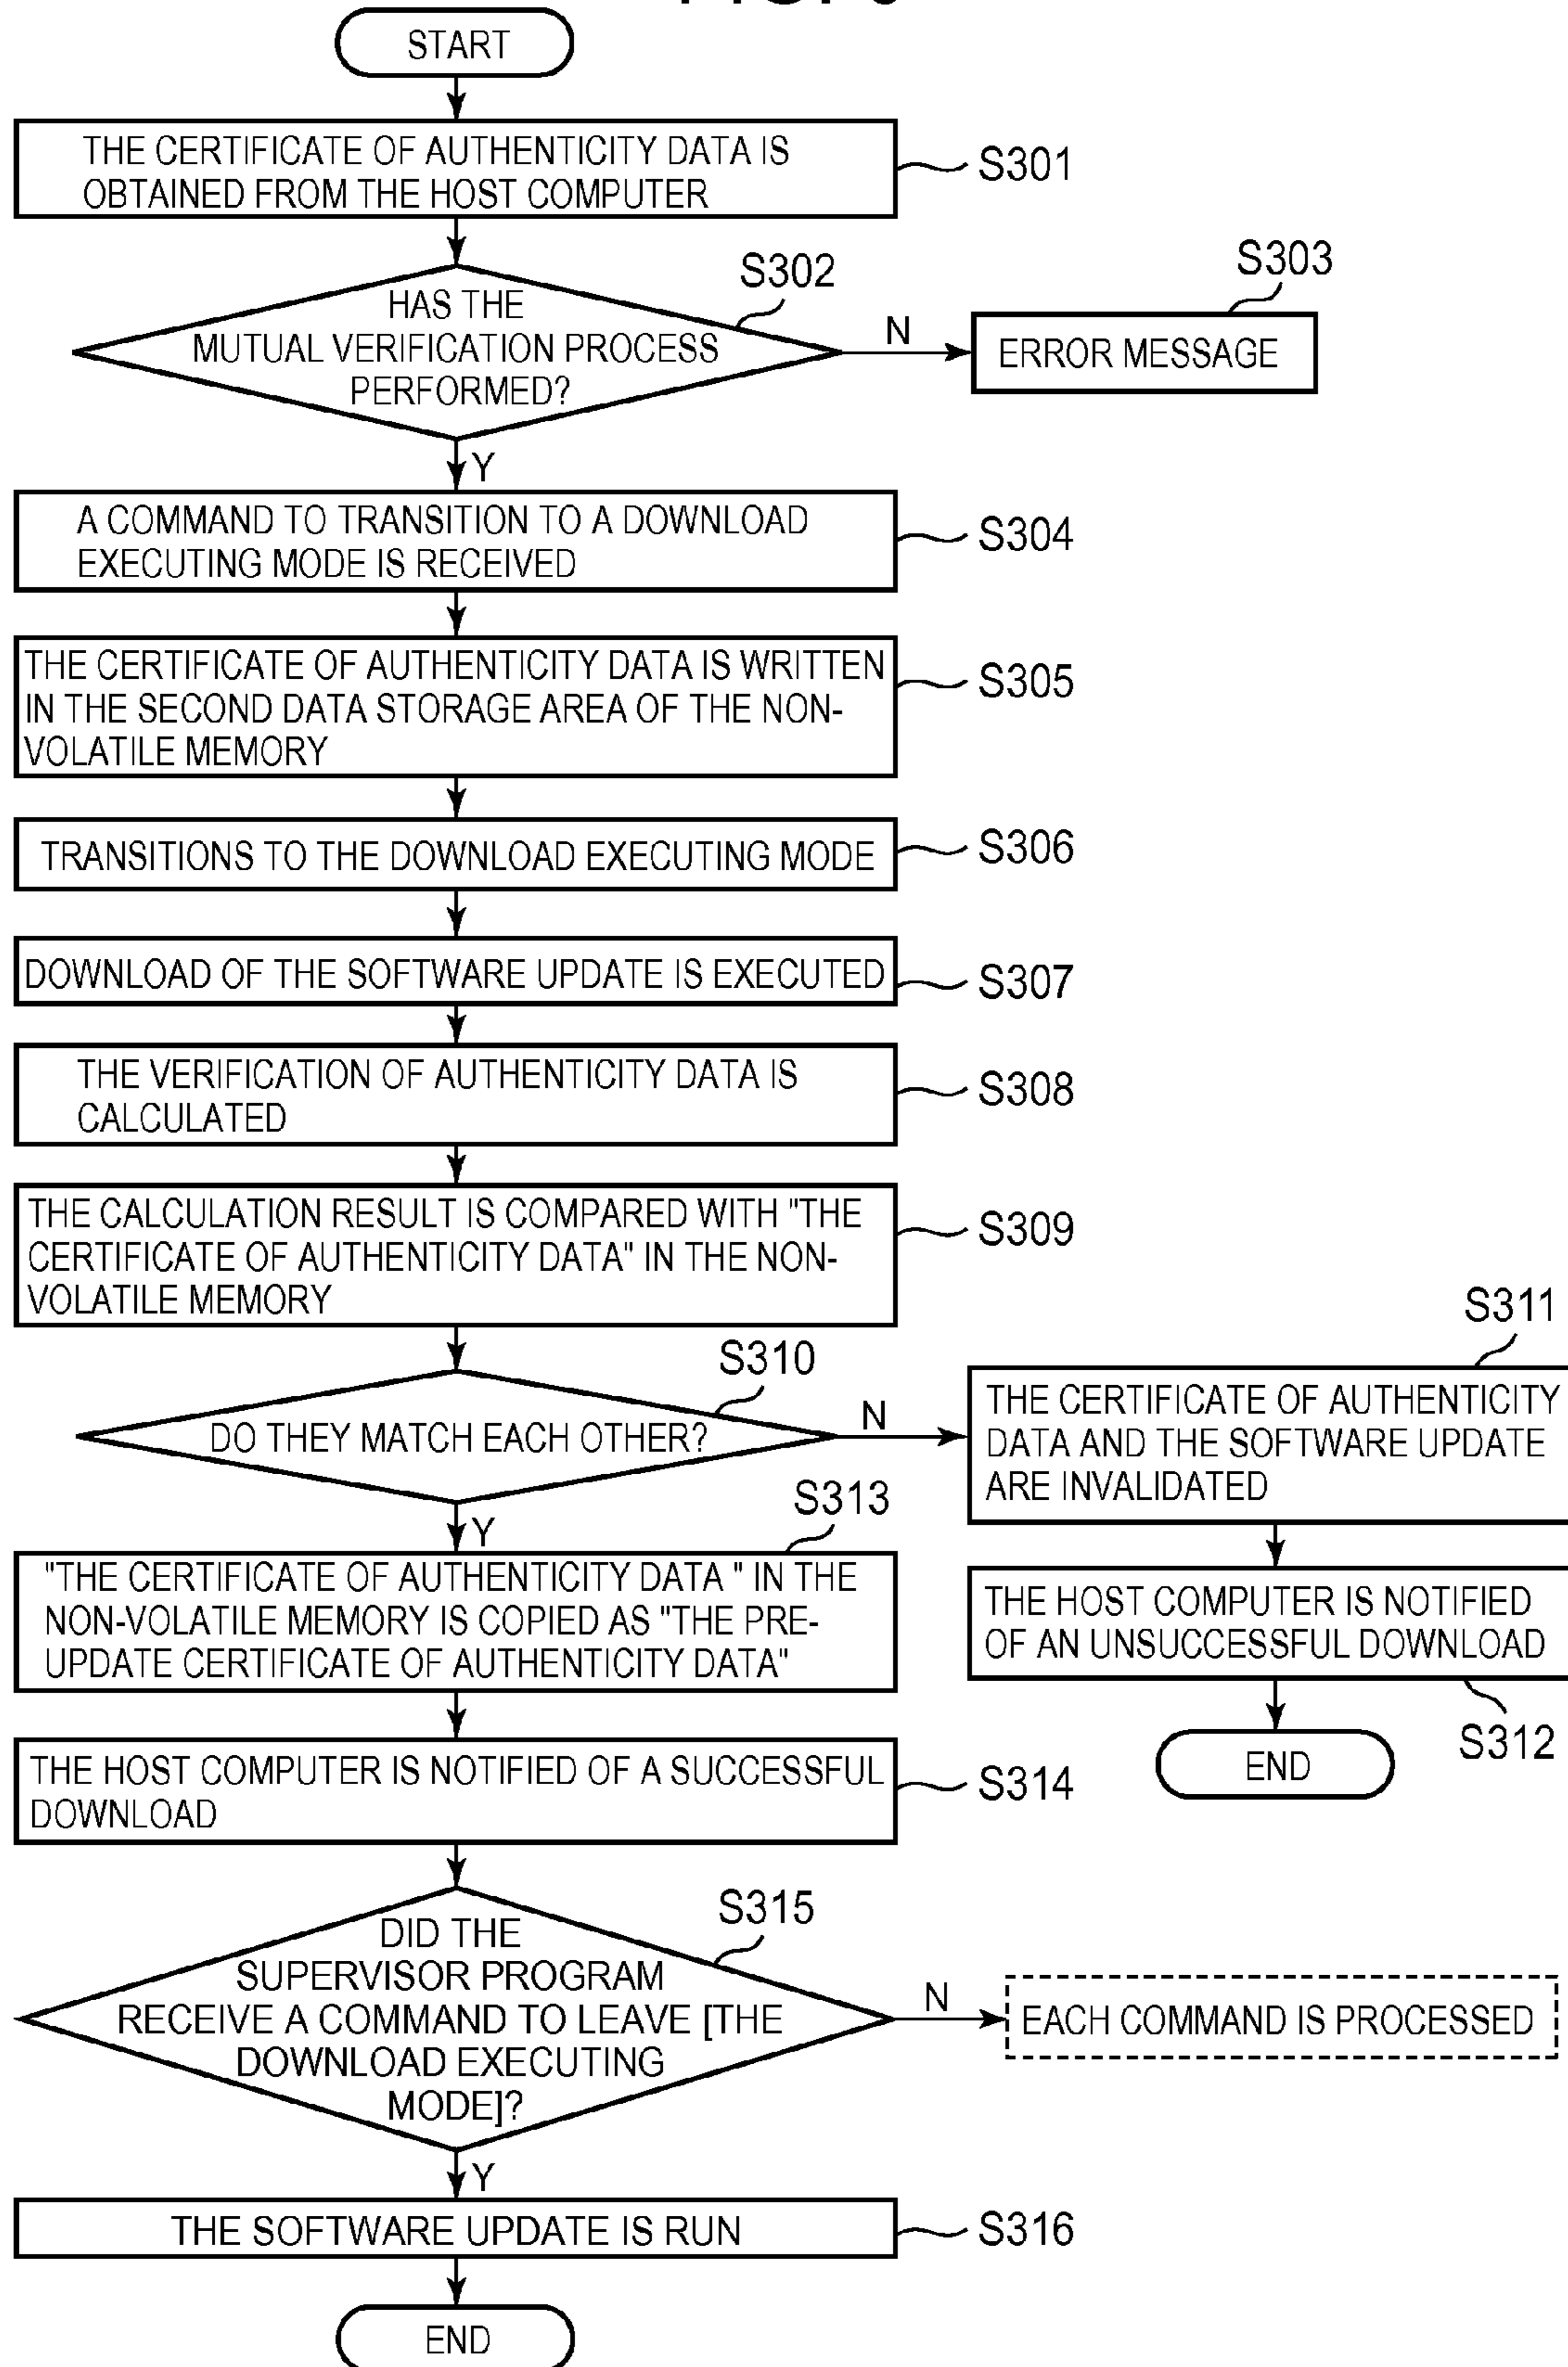 START
THE CERTIFICATE OF AUTHENTICITY DATA IS
OBTAINED FROM THE HOST COMPUTER
S301
S302
HAS THE
MUTUAL VERIFICATION PROCESS
PERFORMED?
N
S303
ERROR MESSAGE
Y
A COMMAND TO TRANSITION TO A DOWNLOAD
EXECUTING MODE IS RECEIVED
S304
THE CERTIFICATE OF AUTHENTICITY DATA IS WRITTEN
IN THE SECOND DATA STORAGE AREA OF THE NON-
VOLATILE MEMORY
S305
TRANSITIONS TO THE DOWNLOAD EXECUTING MODE
S306
DOWNLOAD OF THE SOFTWARE UPDATE IS EXECUTED
S307
THE VERIFICATION OF AUTHENTICITY DATA IS
CALCULATED
S308
THE CALCULATION RESULT IS COMPARED WITH "THE
CERTIFICATE OF AUTHENTICITY DATA" IN THE NON-
VOLATILE MEMORY
S309
S310
DO THEY MATCH EACH OTHER?
N
S311
THE CERTIFICATE OF AUTHENTICITY
DATA AND THE SOFTWARE UPDATE
ARE INVALIDATED
THE HOST COMPUTER IS NOTIFIED
OF AN UNSUCCESSFUL DOWNLOAD
S312
END
Y
S313
"THE CERTIFICATE OF AUTHENTICITY DATA " IN THE
NON-VOLATILE MEMORY IS COPIED AS "THE PRE-
UPDATE CERTIFICATE OF AUTHENTICITY DATA"
THE HOST COMPUTER IS NOTIFIED OF A SUCCESSFUL
DOWNLOAD
S314
S315
DID THE
SUPERVISOR PROGRAM
RECEIVE A COMMAND TO LEAVE [THE
DOWNLOAD EXECUTING
MODE]?
N
EACH COMMAND IS PROCESSED
Y
THE SOFTWARE UPDATE IS RUN
S316
END